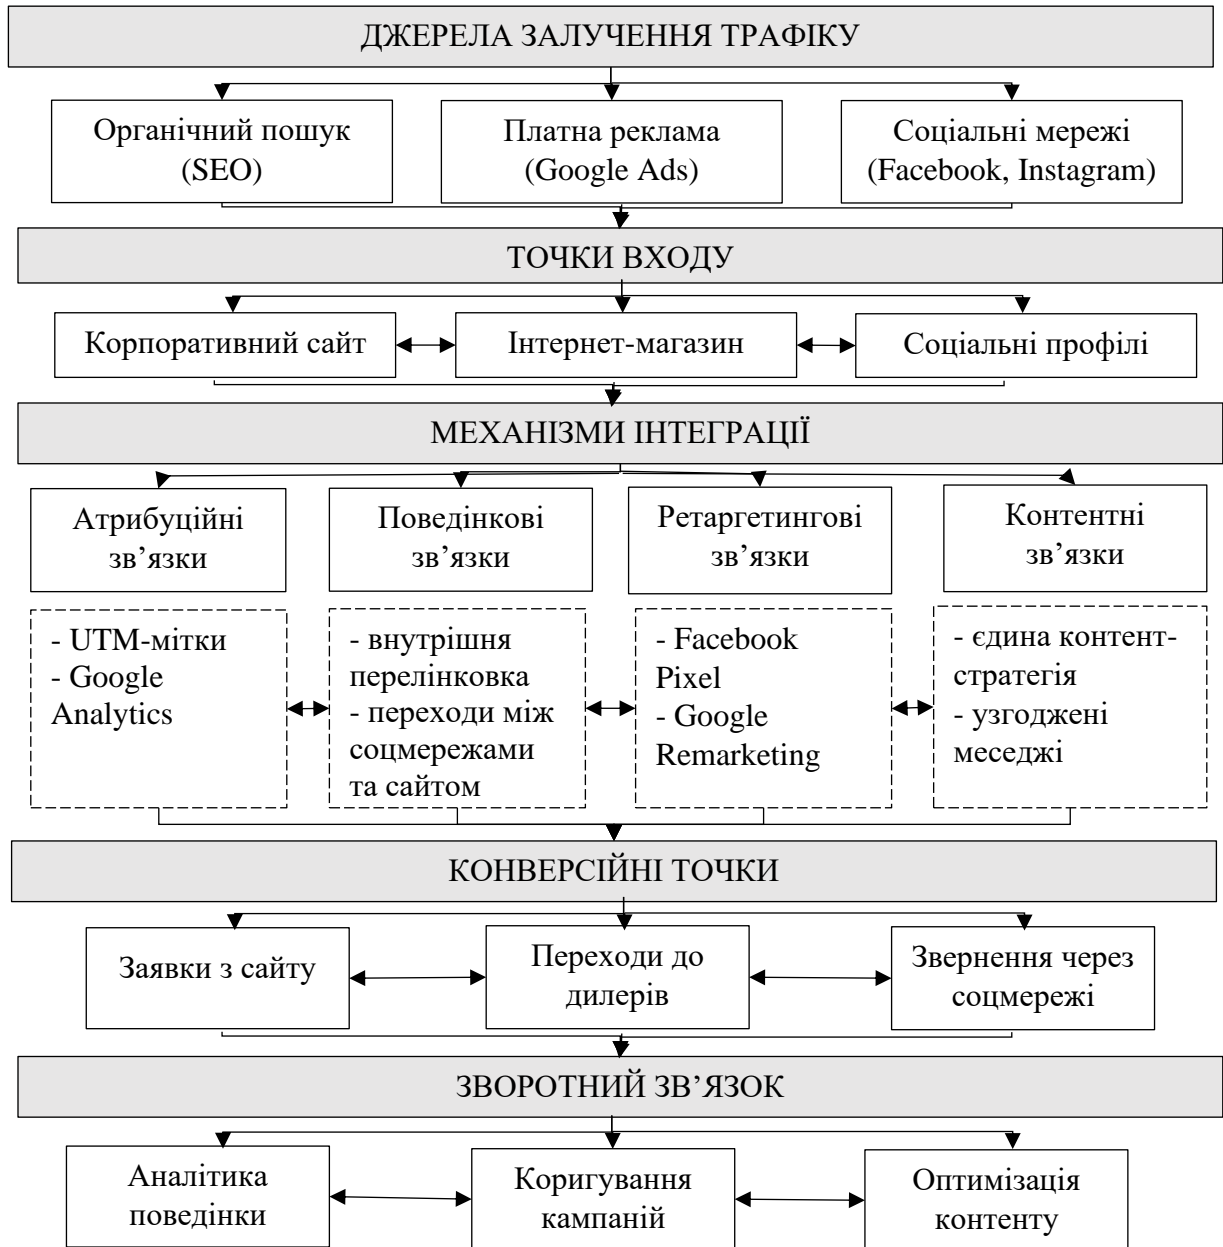 ДЖЕРЕЛА ЗАЛУЧЕННЯ ТРАФІКУ
Органічний пошук
(SEO)
Платна реклама
(Google Ads)
Соціальні мережі
(Facebook, Instagram)
ТОЧКИ ВХОДУ
Корпоративний сайт
Інтернет-магазин
Соціальні профілі
МЕХАНІЗМИ ІНТЕГРАЦІЇ
Атрибуційні
зв’язки
Поведінкові
зв’язки
Ретаргетингові
зв’язки
Контентні
зв’язки
- UTM-мітки
- Google
Analytics
- внутрішня
перелінковка
- переходи між
соцмережами
та сайтом
- Facebook
Pixel
- Google
Remarketing
- єдина контент-
стратегія
- узгоджені
меседжі
КОНВЕРСІЙНІ ТОЧКИ
Заявки з сайту
Переходи до
дилерів
Звернення через
соцмережі
ЗВОРОТНИЙ ЗВ’ЯЗОК
Аналітика
поведінки
Коригування
кампаній
Оптимізація
контенту